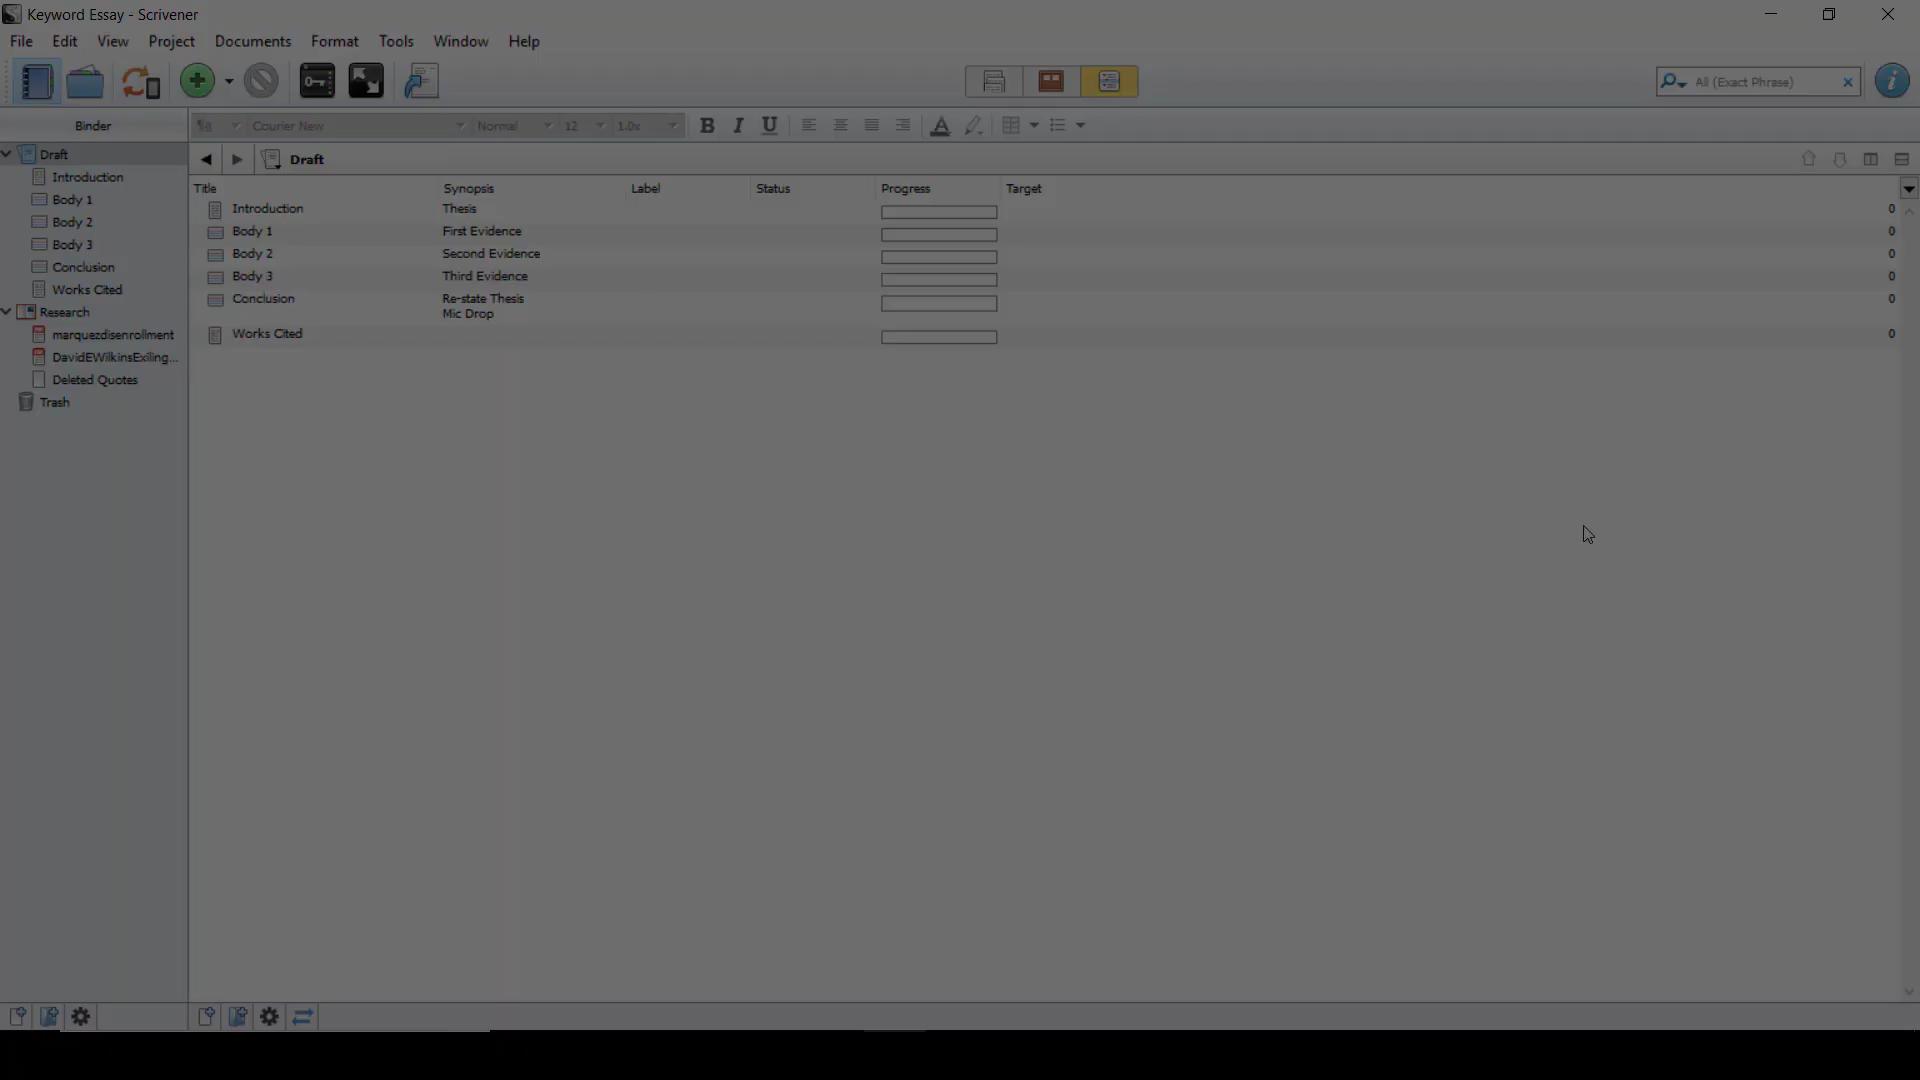 Keyword Essay - Scrivener
File Edit View Project Documents Format Tools Window Help
All (Exact Phrase)
Binder
Courier New Normal 12 1.0x B I U A
Draft
Draft
Introduction
Body 1
Body 2
Body 3
Conclusion
Works Cited
Research
marquezdisenrollment
DavidEWilkinsExiling...
Deleted Quotes
Trash
Title Synopsis Label Status Progress Target
Introduction Thesis 0
Body 1 First Evidence 0
Body 2 Second Evidence 0
Body 3 Third Evidence 0
Conclusion Re-state Thesis 0
Mic Drop
Works Cited 0